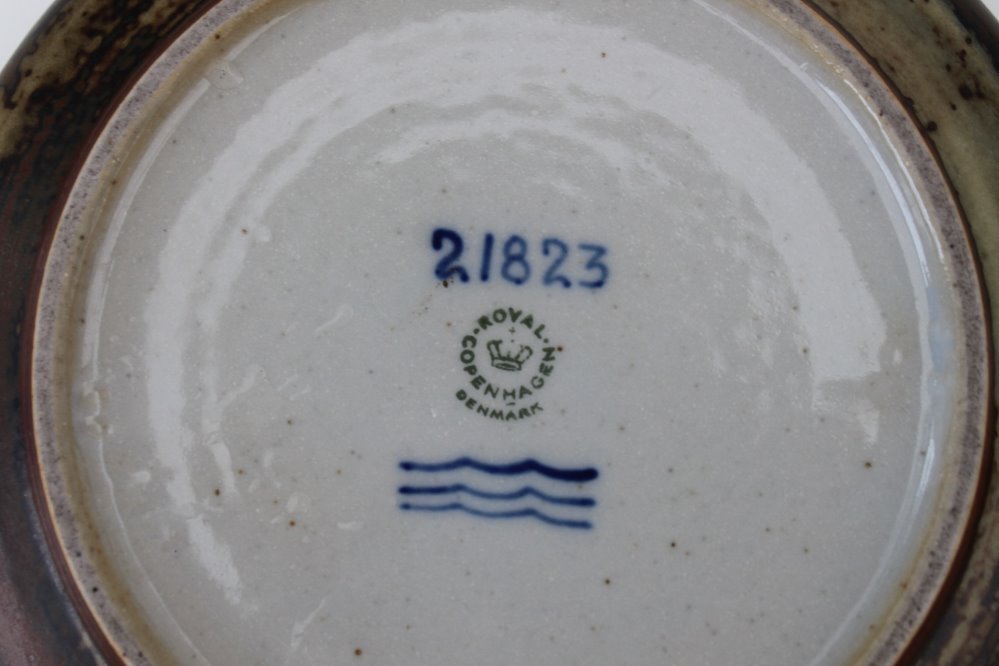 21823
ROYAL
COPENHAGEN
DENMARK